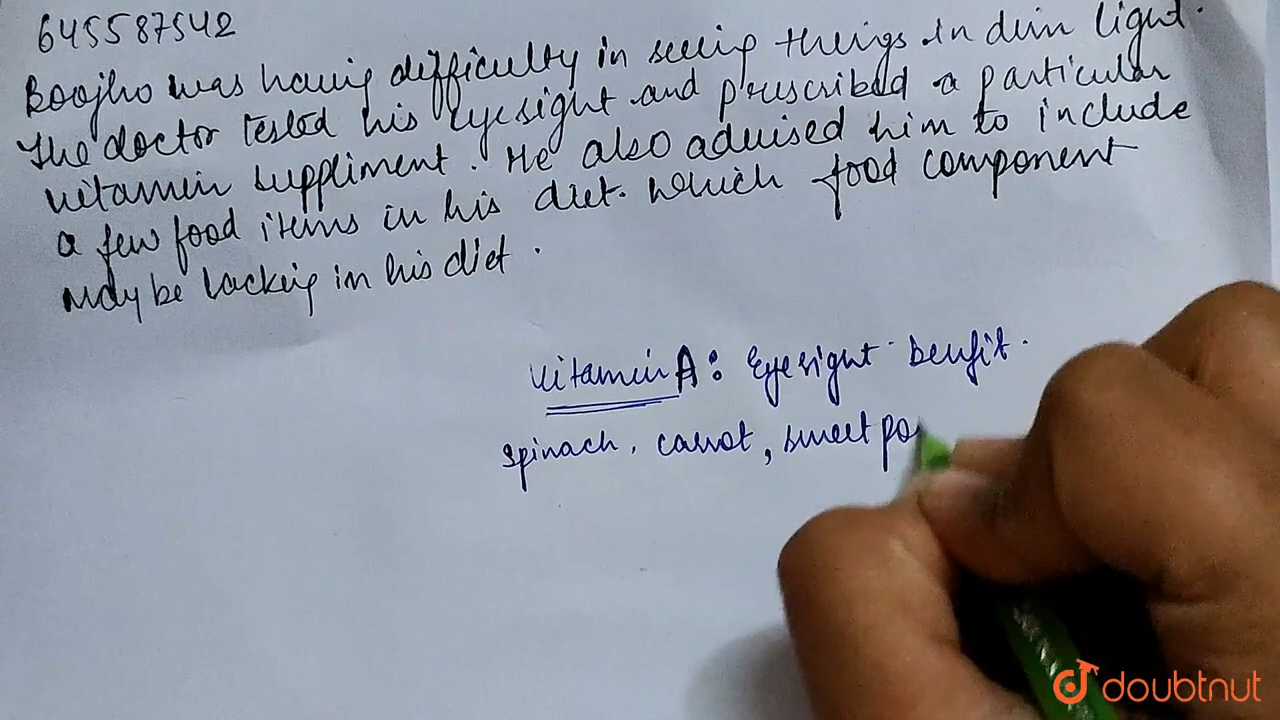 645587542
Boojho was having difficulty in seeing things in dim light.
The doctor tested his eyesight and prescribed a particular
vitamin suppliment. He also advised him to include
a few food items in his diet. which food component
may be lacking in his diet.
vitamin A: Eyesight benfit.
spinach, carrot, sweet po
doubtnut